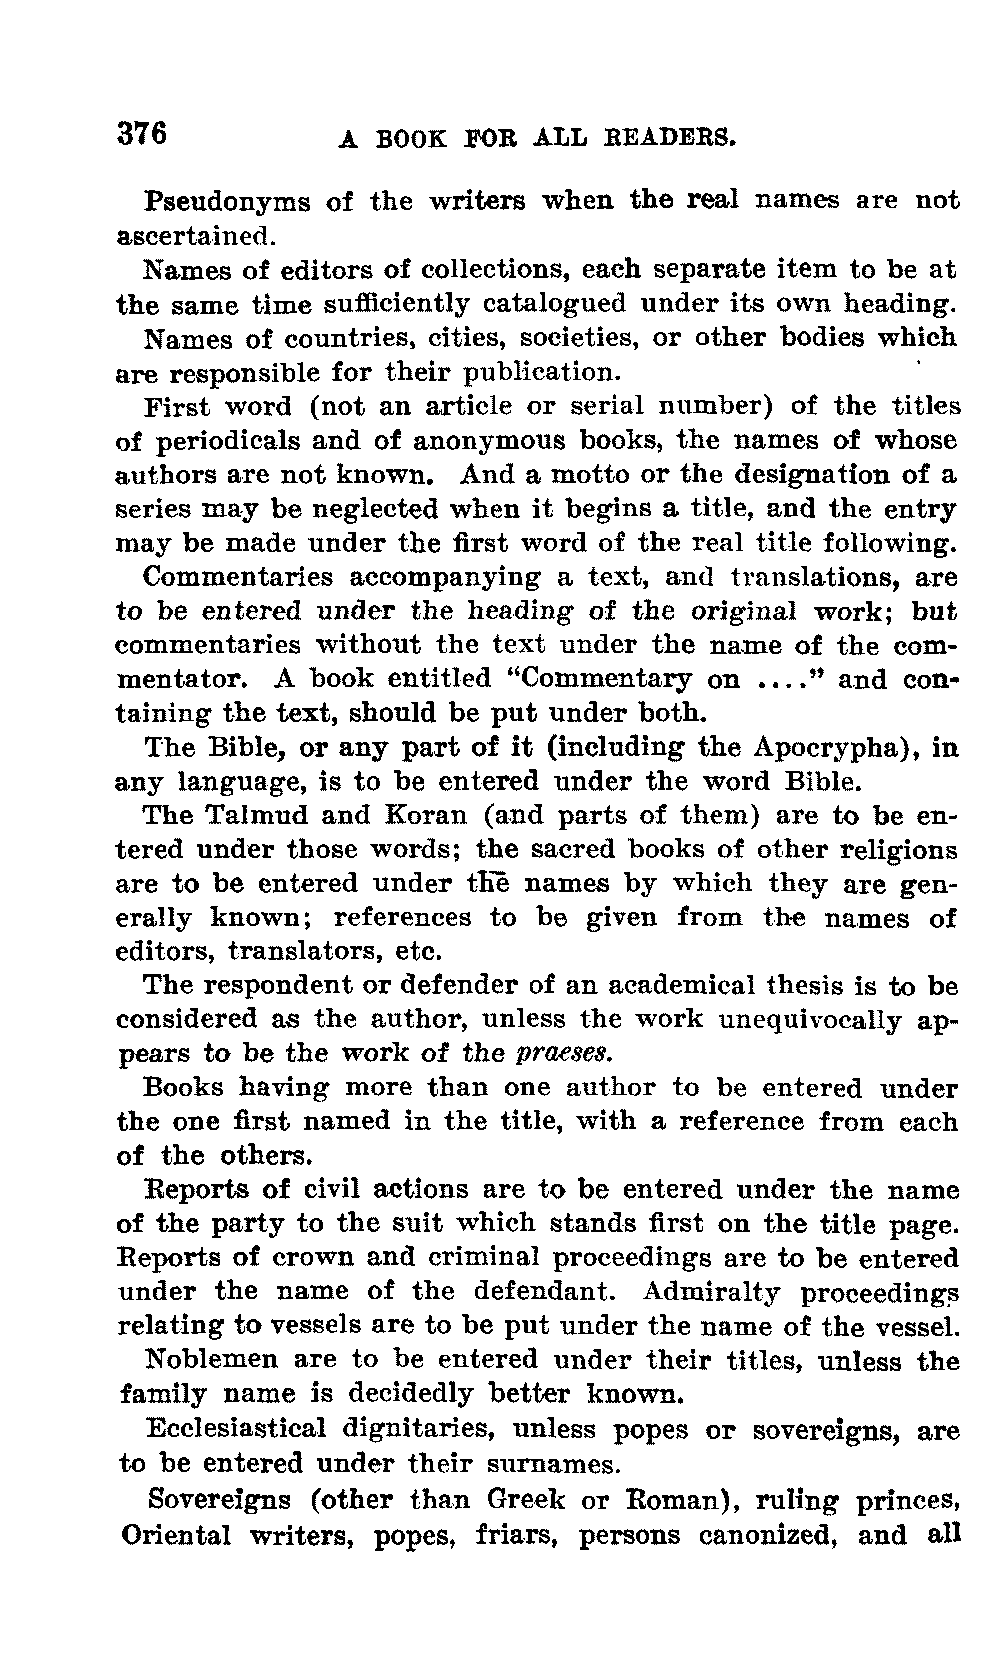 376 A BOOK FOR ALL READERS.
Pseudonyms of the writers when the real names are not
ascertained.
Names of editors of collections, each separate item to be at
the same time sufficiently catalogued under its own heading.
Names of countries, cities, societies, or other bodies which
are responsible for their publication.
First word (not an article or serial number) of the titles
of periodicals and of anonymous books, the names of whose
authors are not known. And a motto or the designation of a
series may be neglected when it begins a title, and the entry
may be made under the first word of the real title following.
Commentaries accompanying a text, and translations, are
to be entered under the heading of the original work; but
commentaries without the text under the name of the com-
mentator. A book entitled “Commentary on ....” and con-
taining the text, should be put under both.
The Bible, or any part of it (including the Apocrypha), in
any language, is to be entered under the word Bible.
The Talmud and Koran (and parts of them) are to be en-
tered under those words; the sacred books of other religions
are to be entered under the names by which they are gen-
erally known; references to be given from the names of
editors, translators, etc.
The respondent or defender of an academical thesis is to be
considered as the author, unless the work unequivocally ap-
pears to be the work of the praeses.
Books having more than one author to be entered under
the one first named in the title, with a reference from each
of the others.
Reports of civil actions are to be entered under the name
of the party to the suit which stands first on the title page.
Reports of crown and criminal proceedings are to be entered
under the name of the defendant. Admiralty proceedings
relating to vessels are to be put under the name of the vessel.
Noblemen are to be entered under their titles, unless the
family name is decidedly better known.
Ecclesiastical dignitaries, unless popes or sovereigns, are
to be entered under their surnames.
Sovereigns (other than Greek or Roman), ruling princes,
Oriental writers, popes, friars, persons canonized, and all